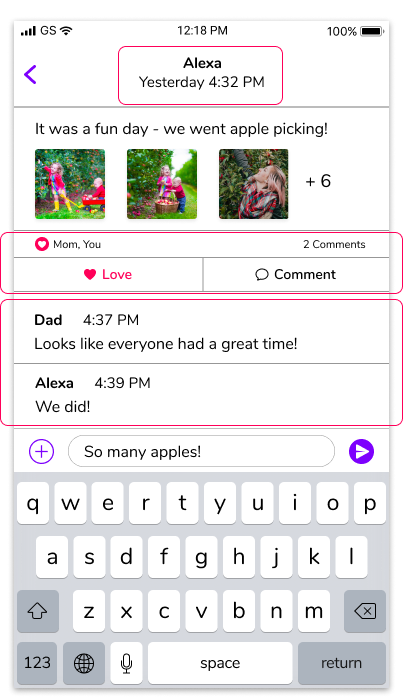 GS 12:18 PM 100%
Alexa
Yesterday 4:32 PM
It was a fun day - we went apple picking!
+ 6
Mom, You 2 Comments
Love Comment
Dad 4:37 PM
Looks like everyone had a great time!
Alexa 4:39 PM
We did!
So many apples!
q w e r t y u i o p
a s d f g h j k l
z x c v b n m
123 space return